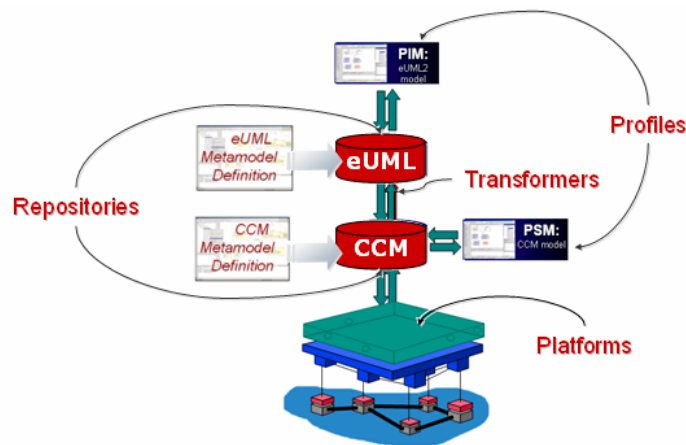 PIM:
eUML2
model
Profiles
eUML
Metamodel
Definition
eUML
Transformers
Repositories
CCM
Metamodel
Definition
CCM
PSM:
CCM model
Platforms